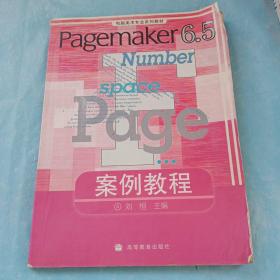 电脑美术专业系列教材
Pagemaker 6.5
Number
space
Page
案例教程
刘 恒 主编
高等教育出版社